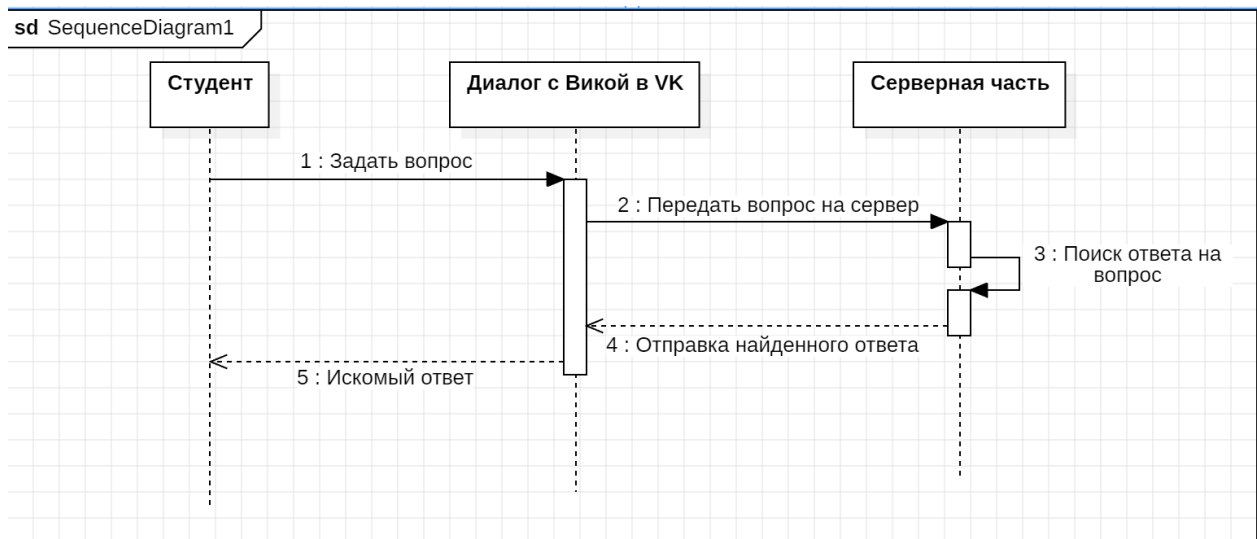 sd SequenceDiagram1
Студент
Диалог с Викой в VK
Серверная часть
1 : Задать вопрос
2 : Передать вопрос на сервер
3 : Поиск ответа на
вопрос
4 : Отправка найденного ответа
5 : Искомый ответ